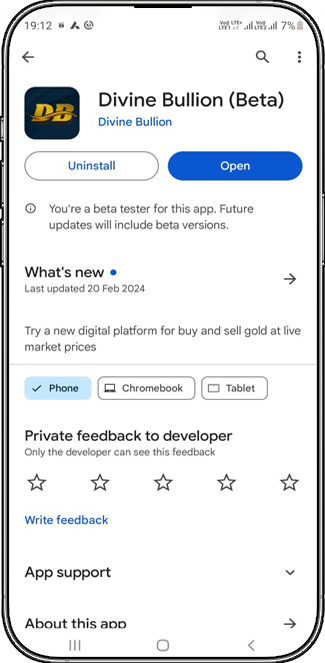 19:12 VoD LTE+ LTE1 VoD LTE2 7%
DB
Divine Bullion (Beta)
Divine Bullion
Uninstall
Open
You're a beta tester for this app. Future
updates will include beta versions.
What's new
Last updated 20 Feb 2024
Try a new digital platform for buy and sell gold at live
market prices
Phone
Chromebook
Tablet
Private feedback to developer
Only the developer can see this feedback
Write feedback
App support
About this app